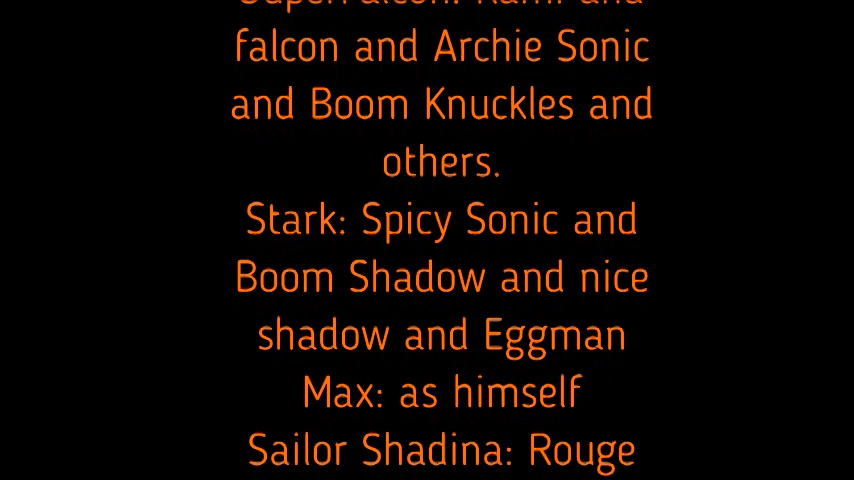 falcon and Archie Sonic
and Boom Knuckles and
others.
Stark: Spicy Sonic and
Boom Shadow and nice
shadow and Eggman
Max: as himself
Sailor Shadina: Rouge